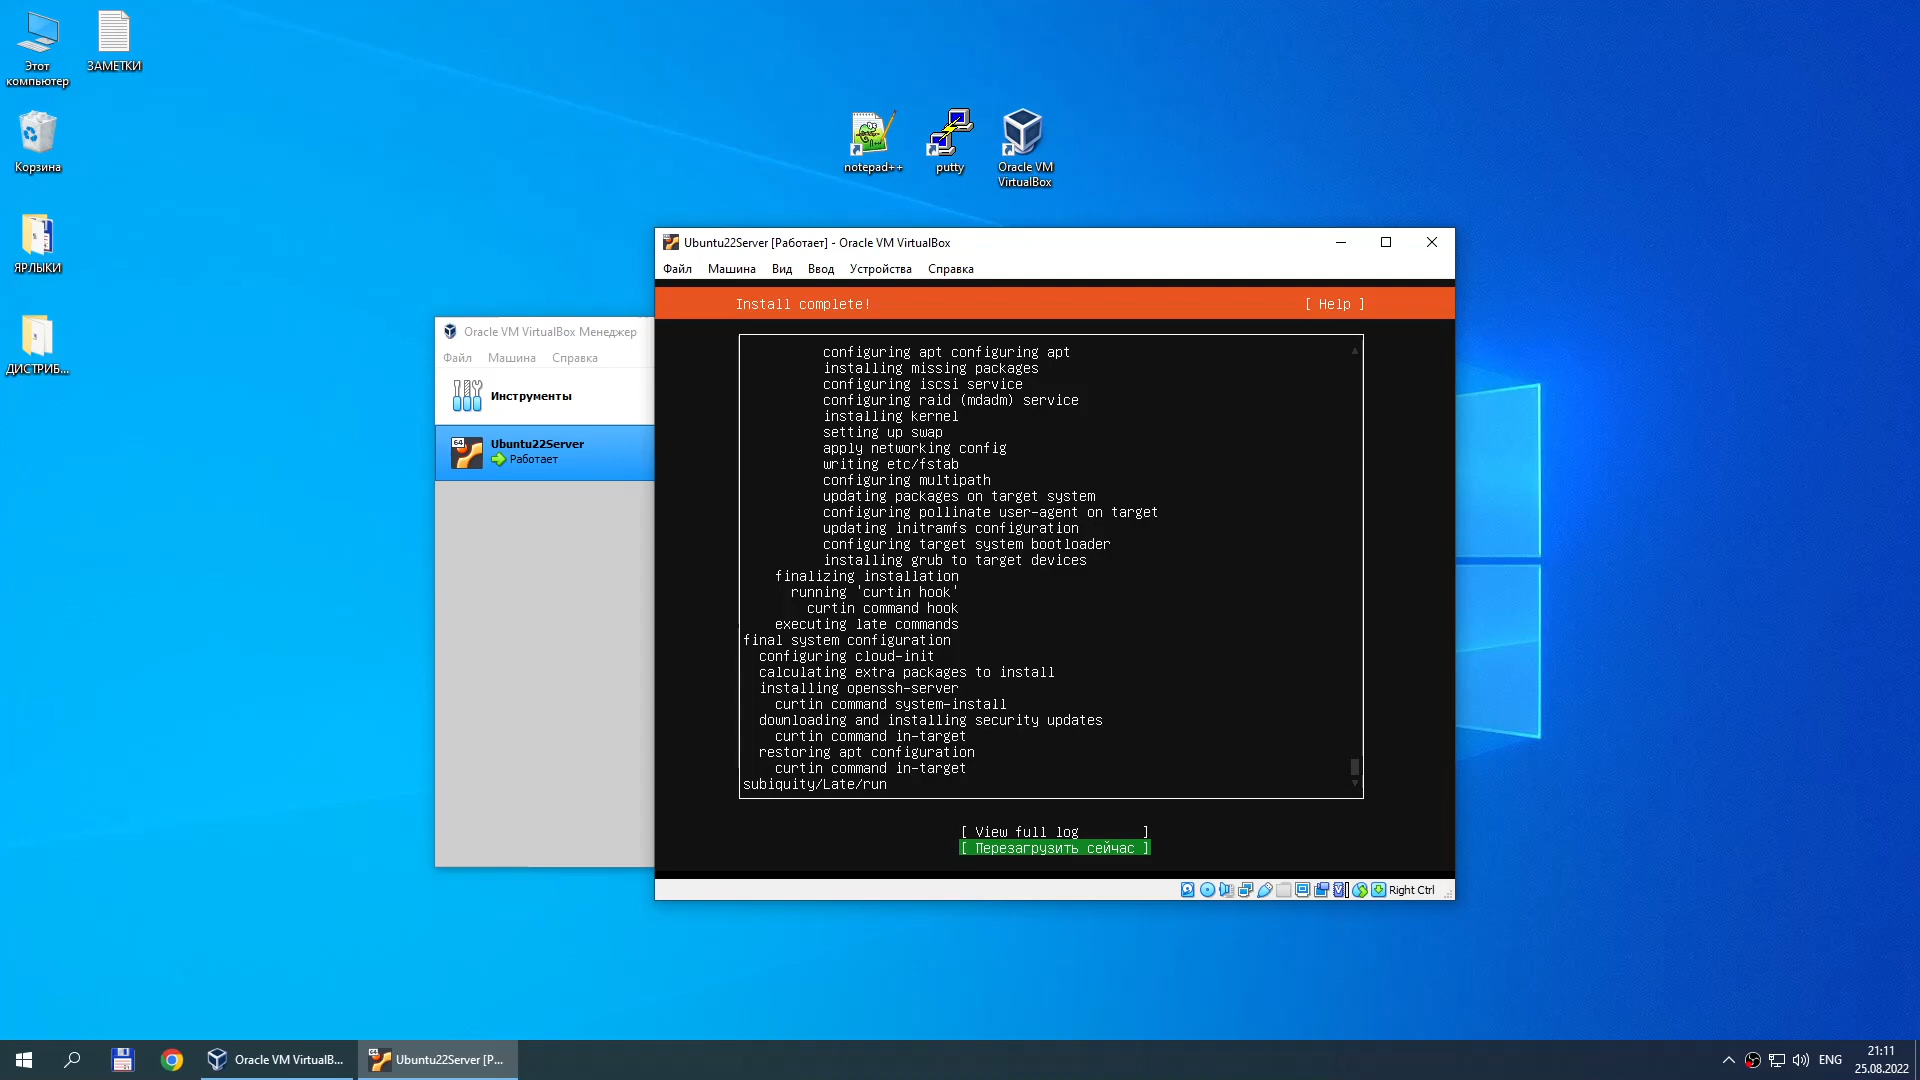 Этот компьютер
ЗАМЕТКИ
Корзина
ЯРЛЫКИ
ДИСТРИБ...
notepad++
putty
Oracle VM
VirtualBox
Oracle VM VirtualBox Менеджер
Файл Машина Справка
Инструменты
64
Ubuntu22Server
Работает
Ubuntu22Server [Работает] - Oracle VM VirtualBox
Файл Машина Вид Ввод Устройства Справка
Install complete! [ Help ]
configuring apt configuring apt
installing missing packages
configuring iscsi service
configuring raid (mdadm) service
installing kernel
setting up swap
apply networking config
writing etc/fstab
configuring multipath
updating packages on target system
configuring pollinate user-agent on target
updating initramfs configuration
configuring target system bootloader
installing grub to target devices
finalizing installation
running 'curtin hook'
curtin command hook
executing late commands
final system configuration
configuring cloud-init
calculating extra packages to install
installing openssh-server
curtin command system-install
downloading and installing security updates
curtin command in-target
restoring apt configuration
curtin command in-target
subiquity/Late/run
[ View full log ]
[ Перезагрузить сейчас ]
Right Ctrl
Oracle VM VirtualB...
Ubuntu22Server [Р...
ENG
21:11
25.08.2022